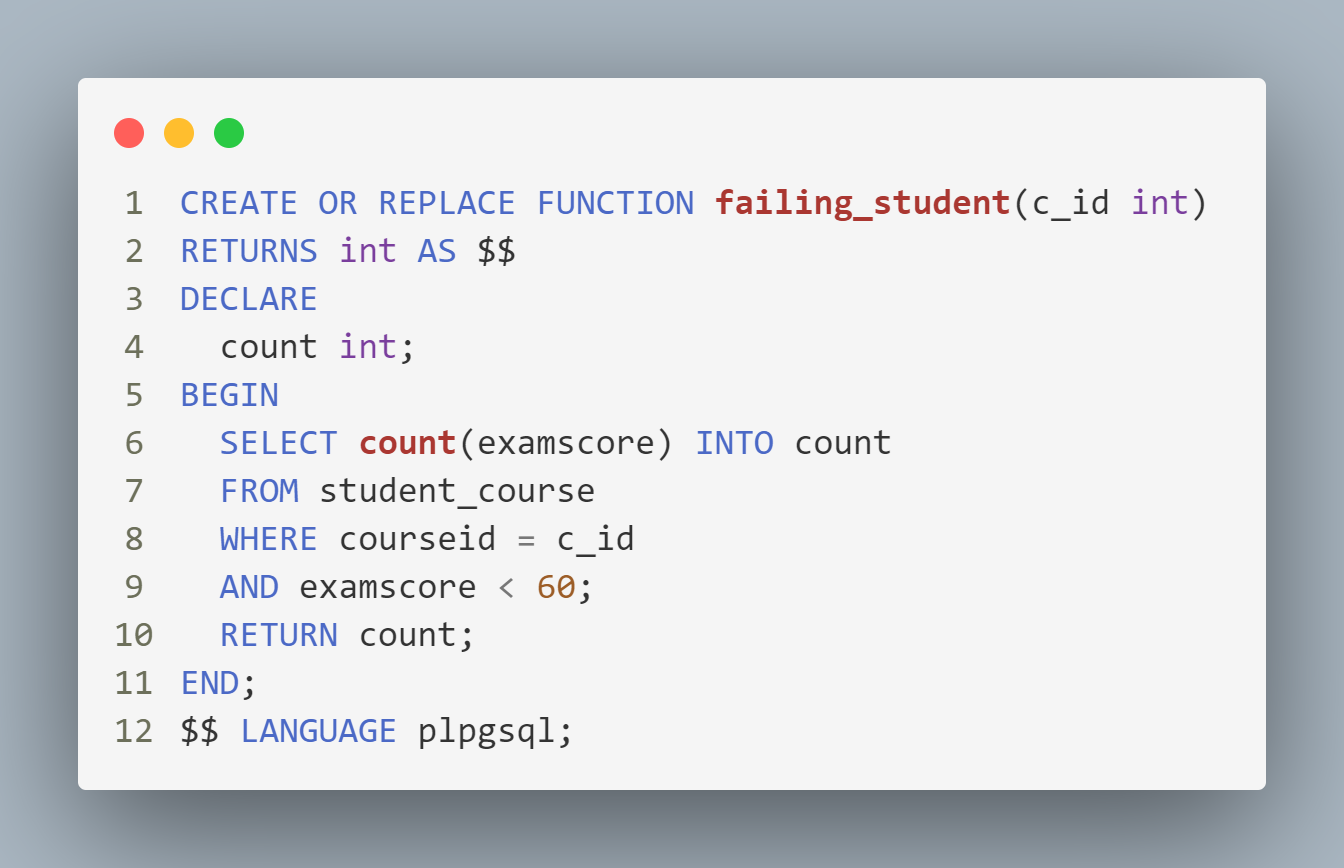 1 CREATE OR REPLACE FUNCTION failing_student(c_id int)
2 RETURNS int AS $$
3 DECLARE
4   count int;
5 BEGIN
6   SELECT count(examscore) INTO count
7   FROM student_course
8   WHERE courseid = c_id
9   AND examscore < 60;
10   RETURN count;
11 END;
12 $$ LANGUAGE plpgsql;